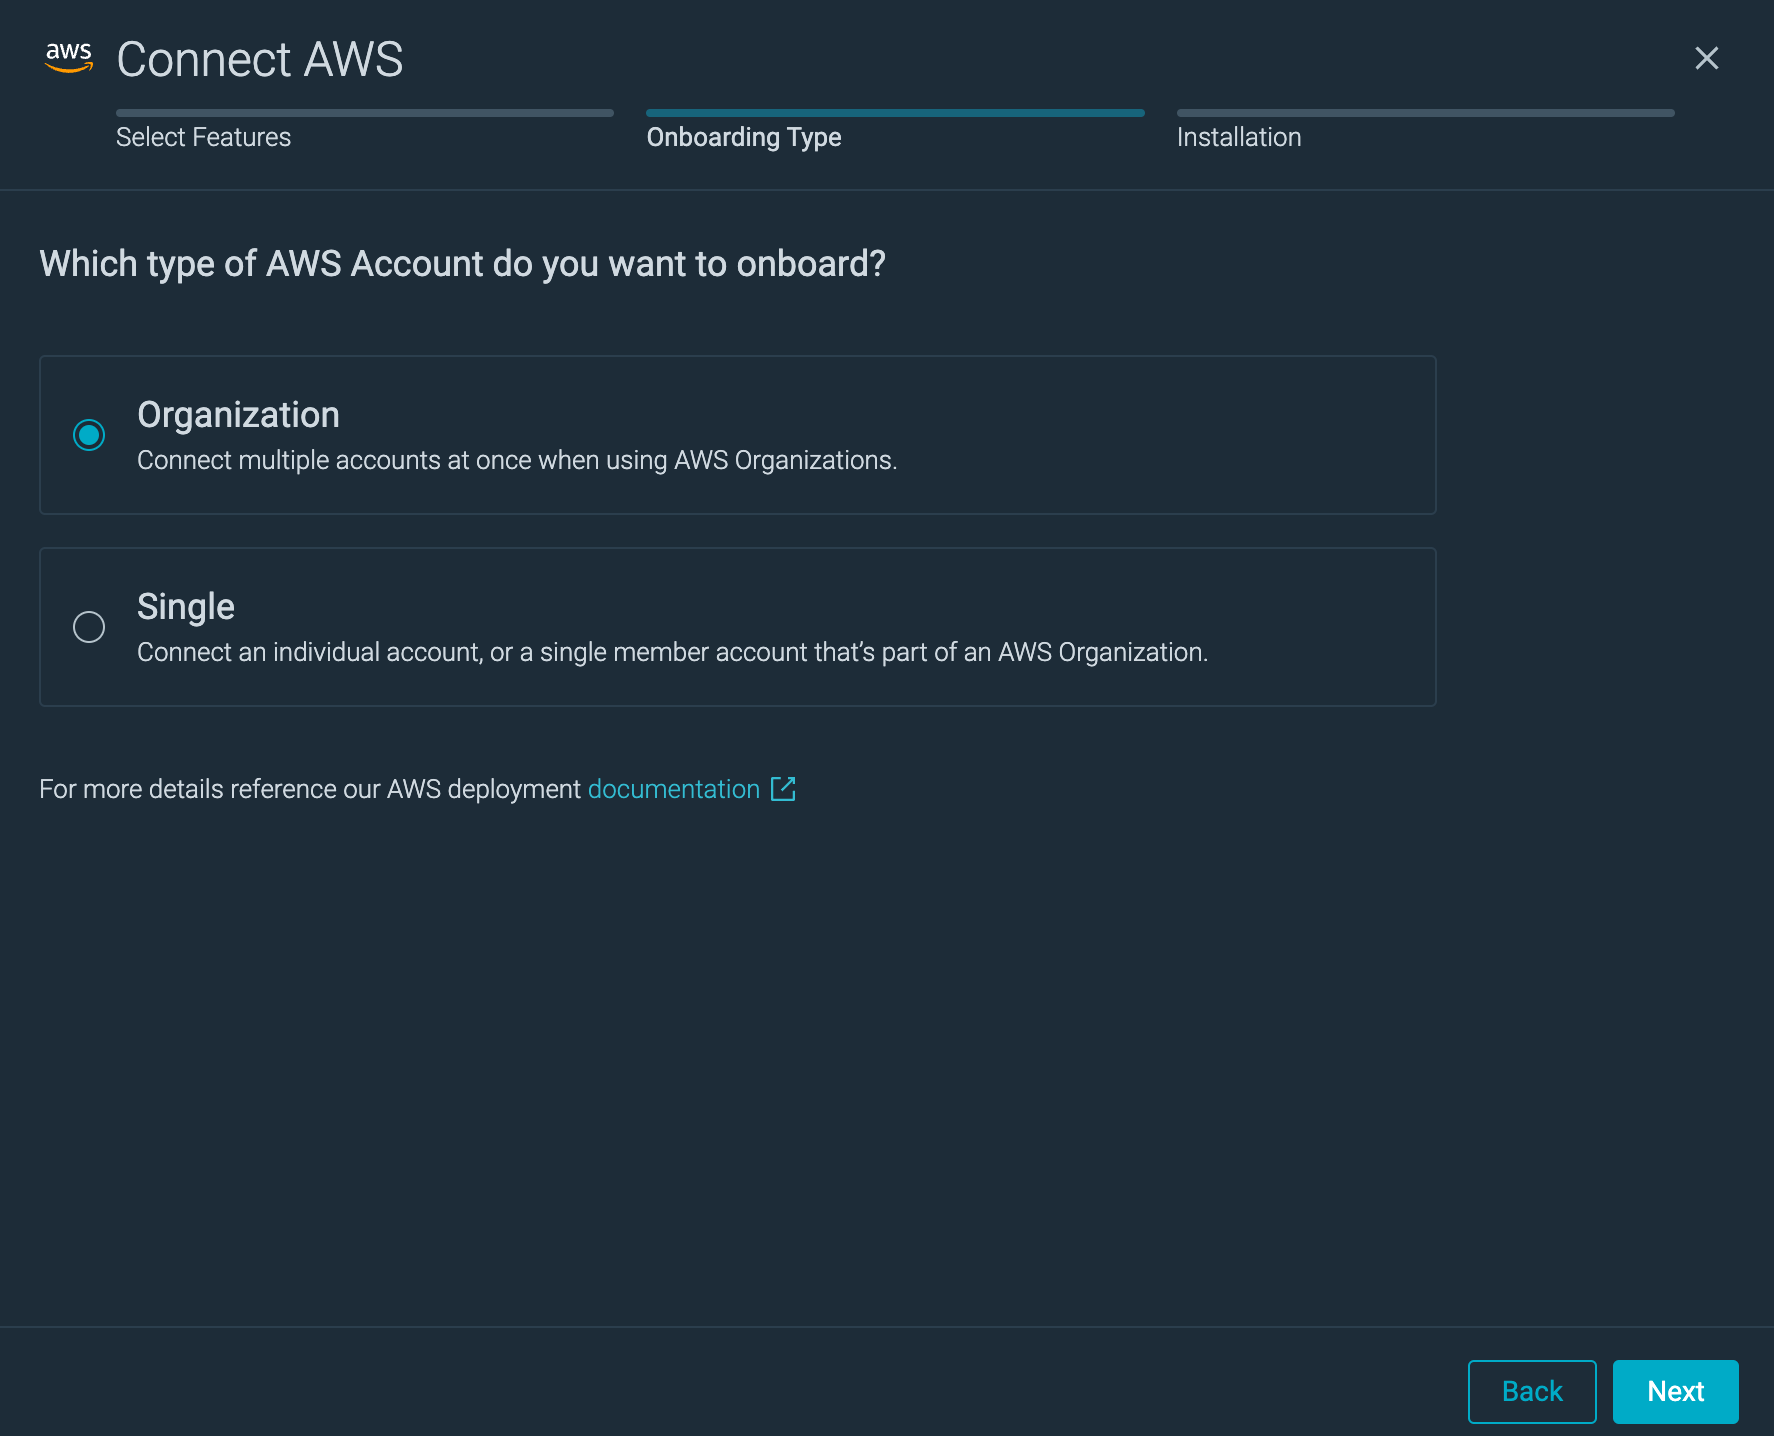 aws Connect AWS
Select Features
Onboarding Type
Installation
Which type of AWS Account do you want to onboard?
Organization
Connect multiple accounts at once when using AWS Organizations.
Single
Connect an individual account, or a single member account that’s part of an AWS Organization.
For more details reference our AWS deployment documentation
Back
Next